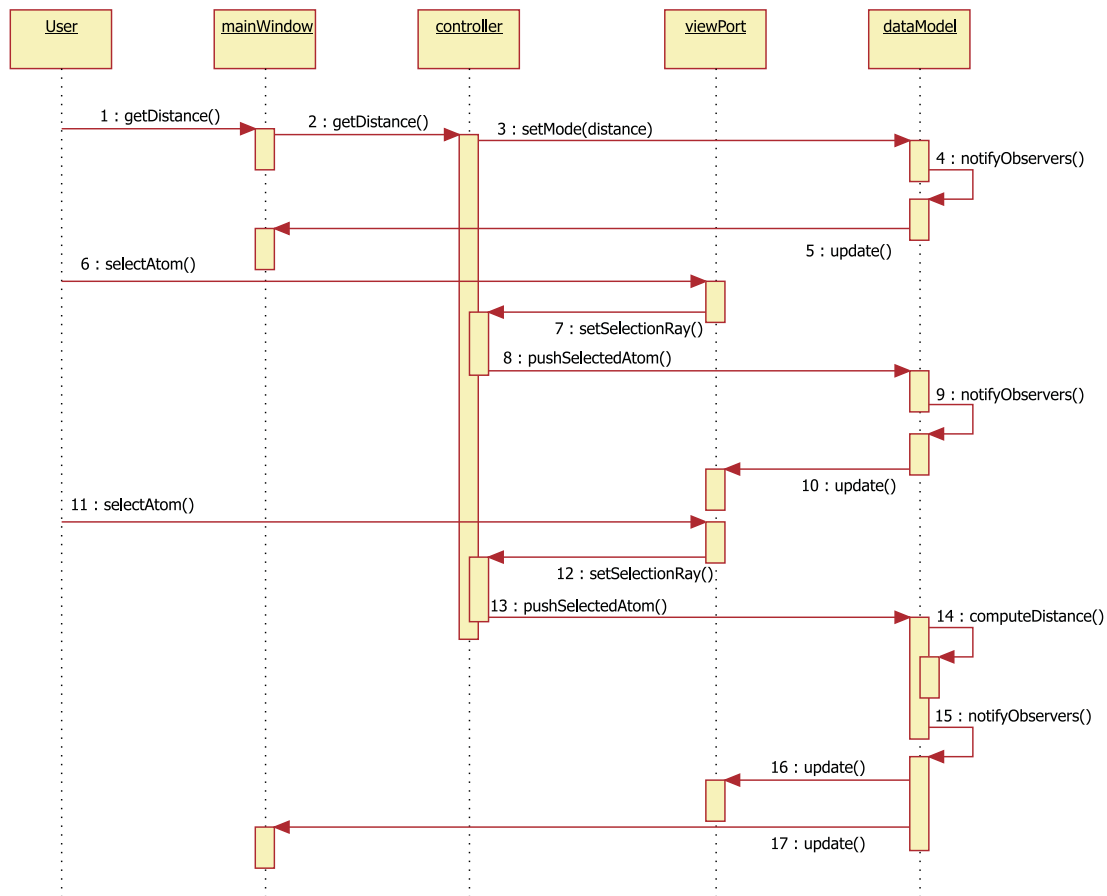 User
mainWindow
controller
viewPort
dataModel
1 : getDistance()
2 : getDistance()
3 : setMode(distance)
4 : notifyObservers()
5 : update()
6 : selectAtom()
7 : setSelectionRay()
8 : pushSelectedAtom()
9 : notifyObservers()
10 : update()
11 : selectAtom()
12 : setSelectionRay()
13 : pushSelectedAtom()
14 : computeDistance()
15 : notifyObservers()
16 : update()
17 : update()